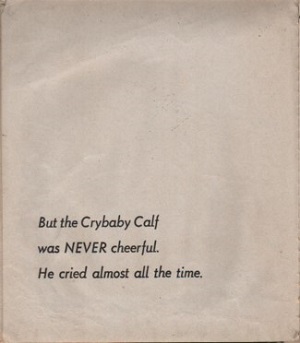 But the Crybaby Calf
was NEVER cheerful.
He cried almost all the time.